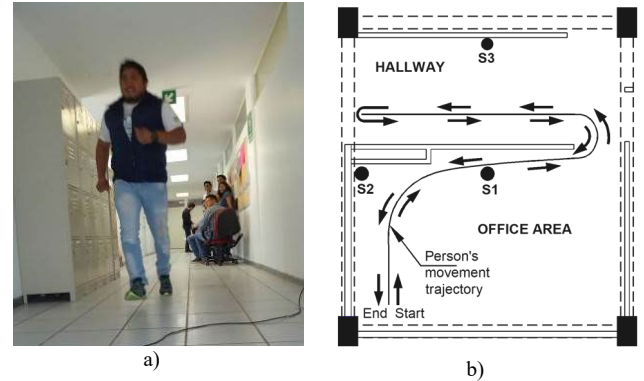 S3
HALLWAY
S2
S1
OFFICE AREA
Person's
movement
trajectory
End Start
a)
b)